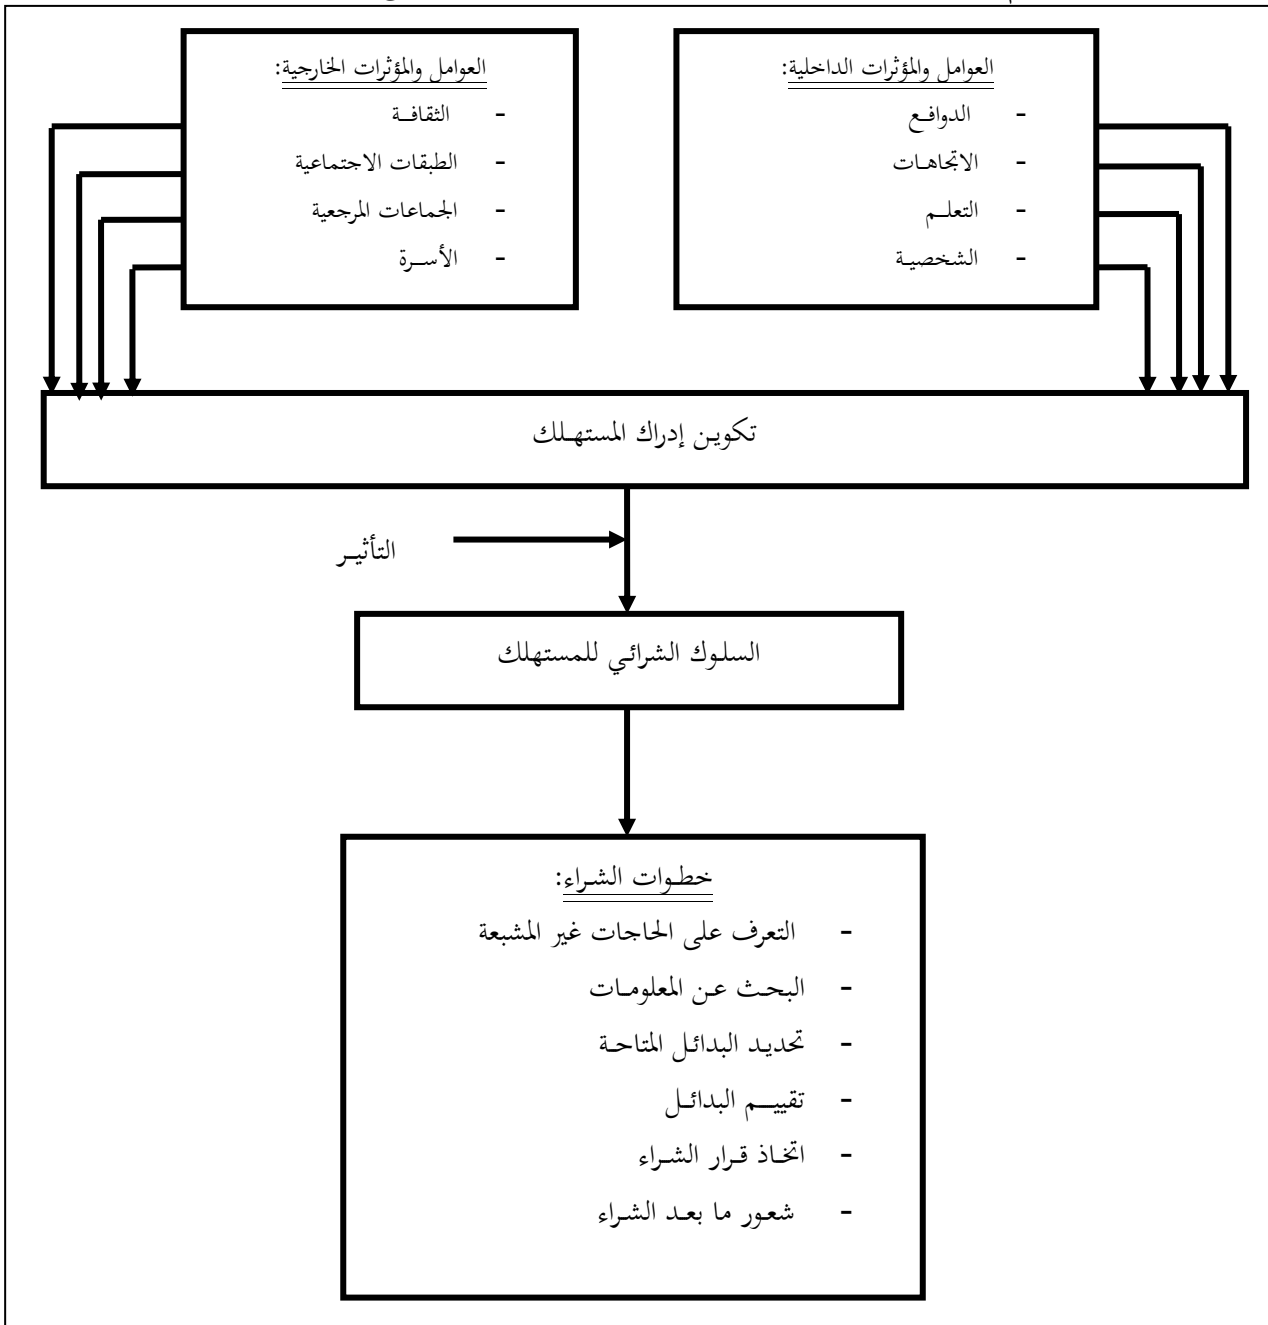 العوامل والمؤثرات الداخلية:
- الدوافع
- الاتجاهات
- التعلم
- الشخصية
العوامل والمؤثرات الخارجية:
- الثقافة
- الطبقات الاجتماعية
- الجماعات المرجعية
- الأسرة
تكوين إدراك المستهلك
التأثير
السلوك الشرائي للمستهلك
خطوات الشراء:
- التعرف على الحاجات غير المشبعة
- البحث عن المعلومات
- تحديد البدائل المتاحة
- تقييم البدائل
- اتخاذ قرار الشراء
- شعور ما بعد الشراء